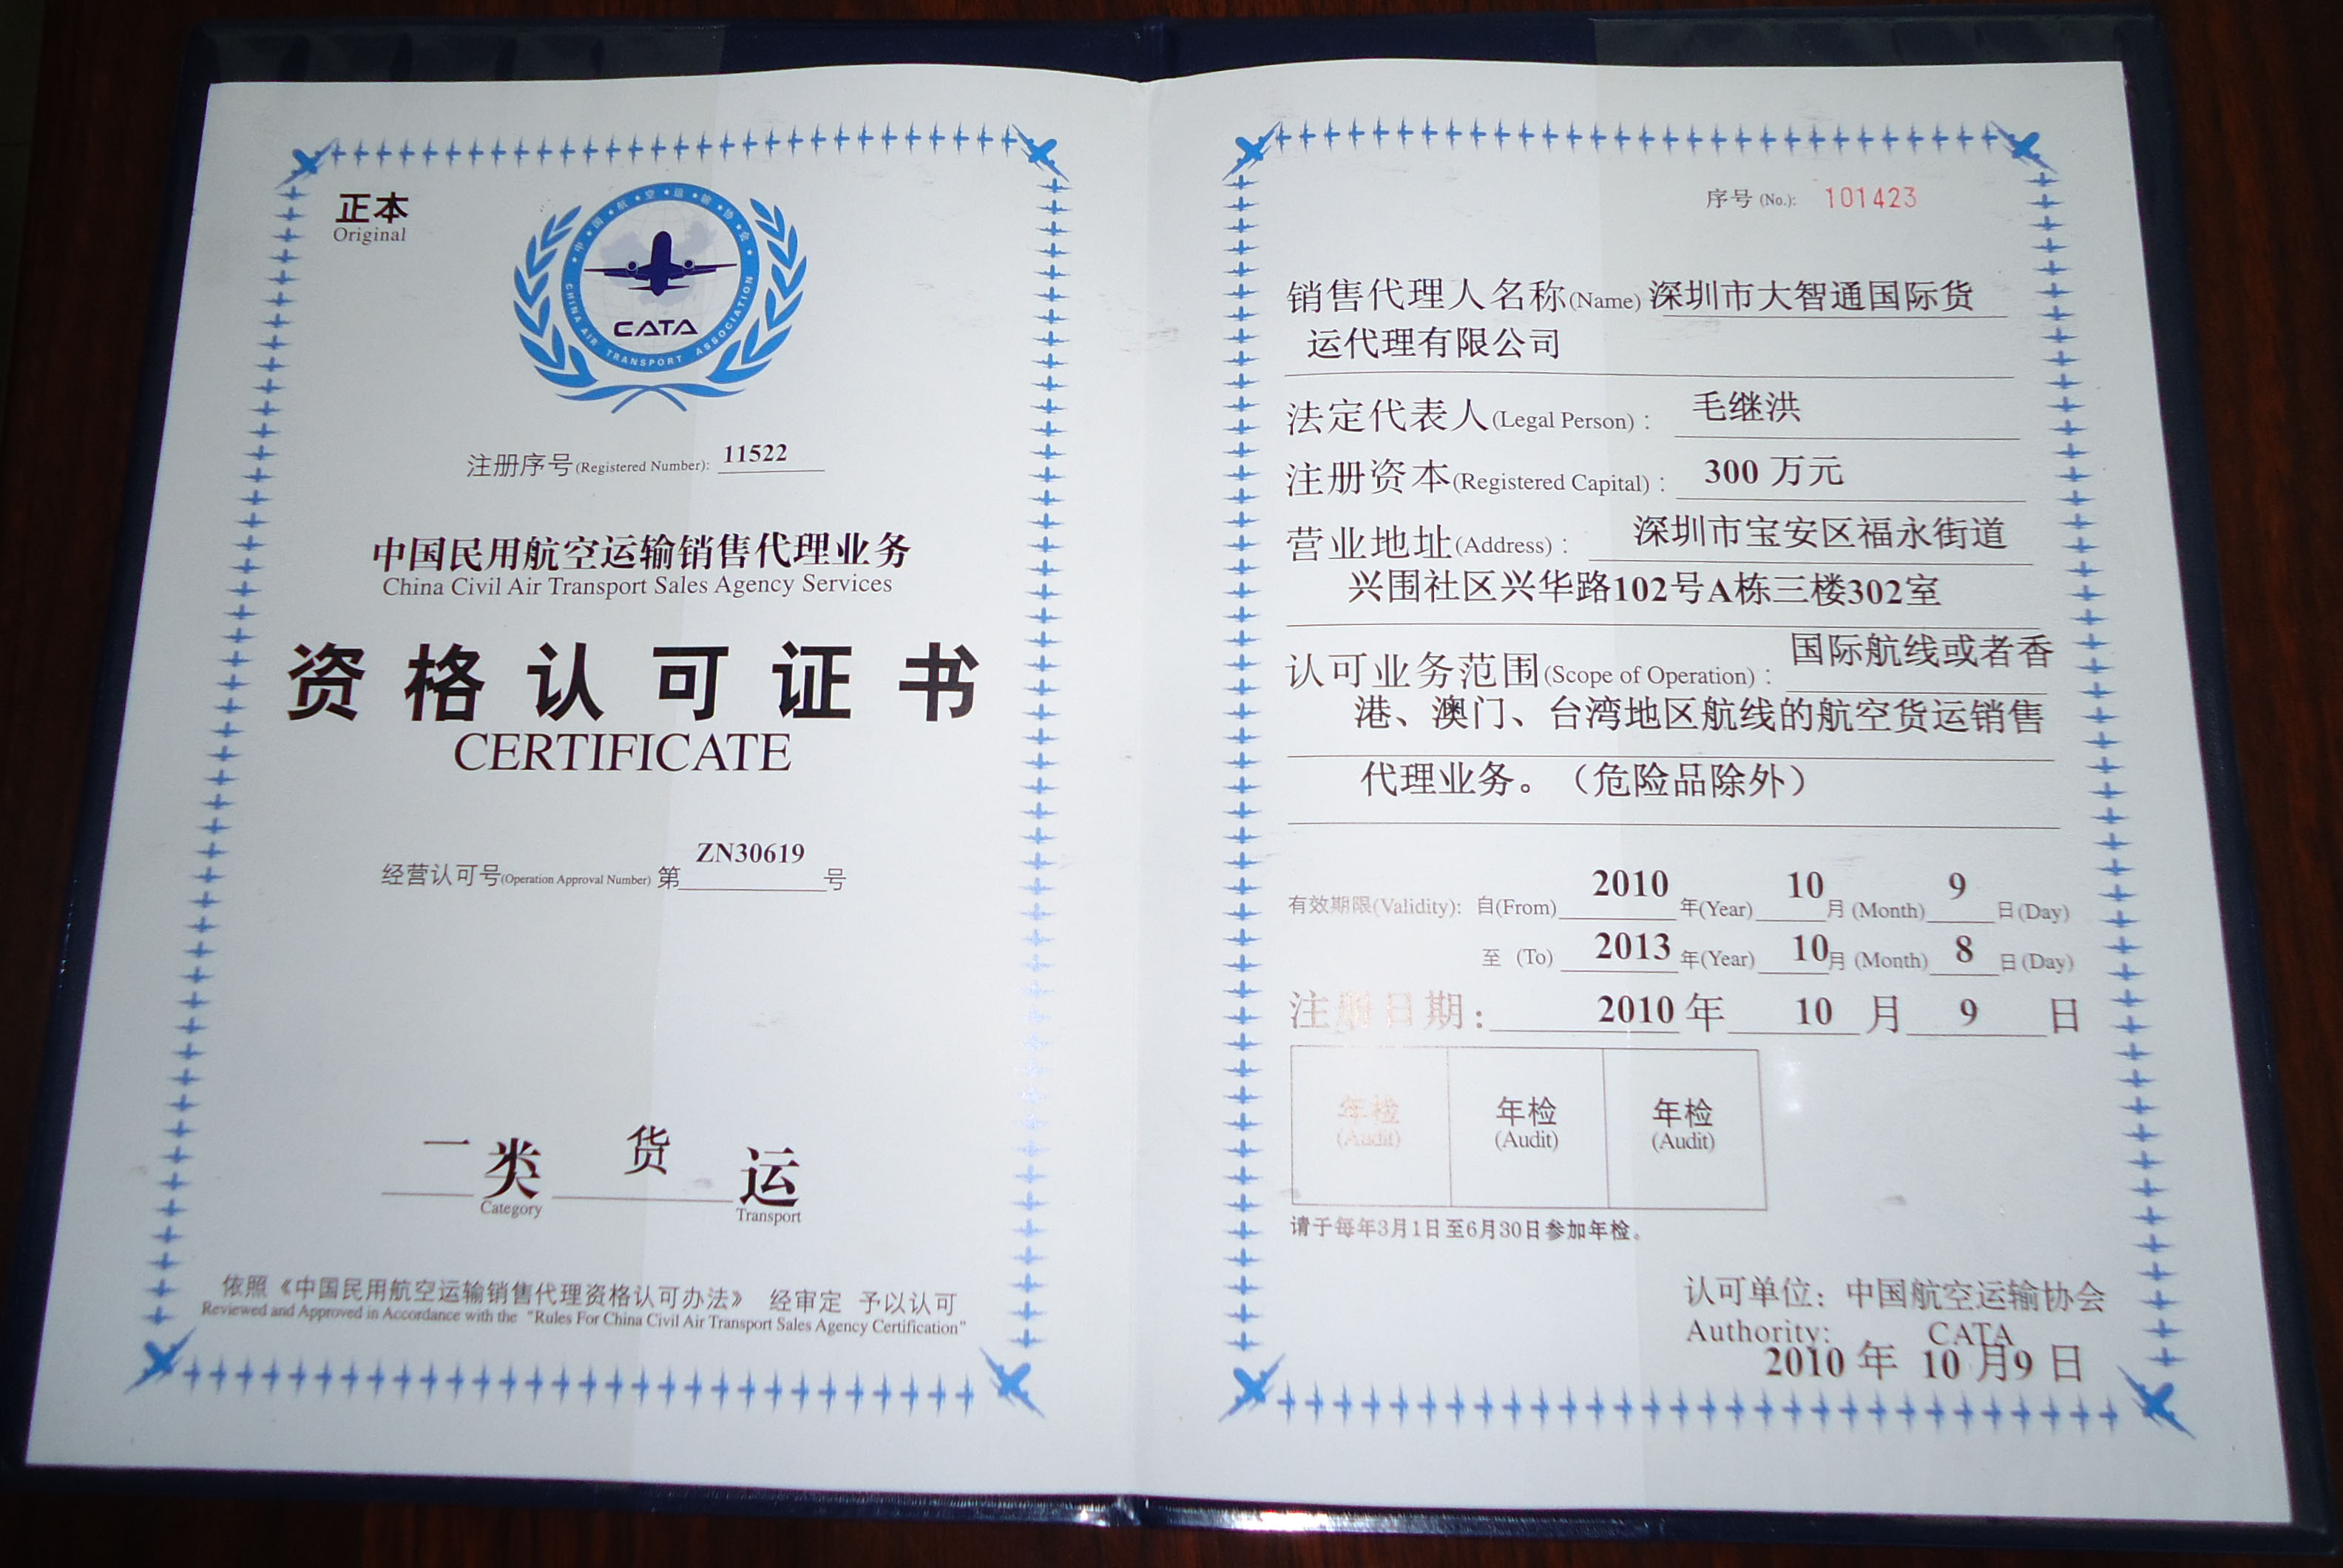 正本
Original
中国航空运输协会
CHINA AIR TRANSPORT ASSOCIATION
CATA
注册序号(Registered Number): 11522
中国民用航空运输销售代理业务
China Civil Air Transport Sales Agency Services
资格认可证书
CERTIFICATE
经营认可号(Operation Approval Number) 第 ZN30619 号
一类 货 运
Category Transport
依照《中国民用航空运输销售代理资格认可办法》 经审定 予以认可
Reviewed and Approved in Accordance with the "Rules For China Civil Air Transport Sales Agency Certification"
序号(No.): 101423
销售代理人名称(Name) 深圳市大智通国际货
运代理有限公司
法定代表人(Legal Person): 毛继洪
注册资本(Registered Capital): 300 万元
营业地址(Address): 深圳市宝安区福永街道
兴围社区兴华路102号A栋三楼302室
认可业务范围(Scope of Operation): 国际航线或者香
港、澳门、台湾地区航线的航空货运销售
代理业务。（危险品除外）
有效期限(Validity): 自(From) 2010 年(Year) 10 月(Month) 9 日(Day)
至 (To) 2013 年(Year) 10 月(Month) 8 日(Day)
注册日期: 2010 年 10 月 9 日
年检 年检 年检
(Audit) (Audit) (Audit)
请于每年3月1日至6月30日参加年检。
认可单位: 中国航空运输协会
Authority: CATA
2010 年 10 月9 日